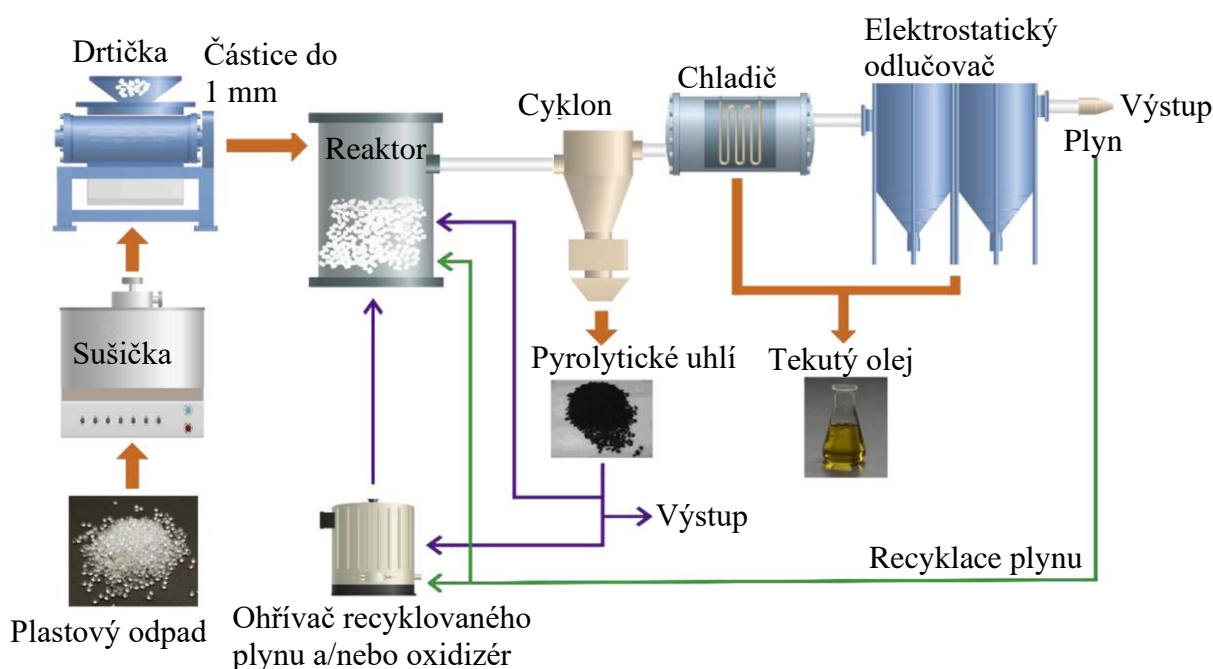 Drtička
Částice do
1 mm
Reaktor
Cyklon
Chladič
Elektrostatický
odlučovač
Výstup
Plyn
Sušička
Pyrolytické uhlí
Tekutý olej
Výstup
Recyklace plynu
Plastový odpad
Ohřívač recyklovaného
plynu a/nebo oxidizér